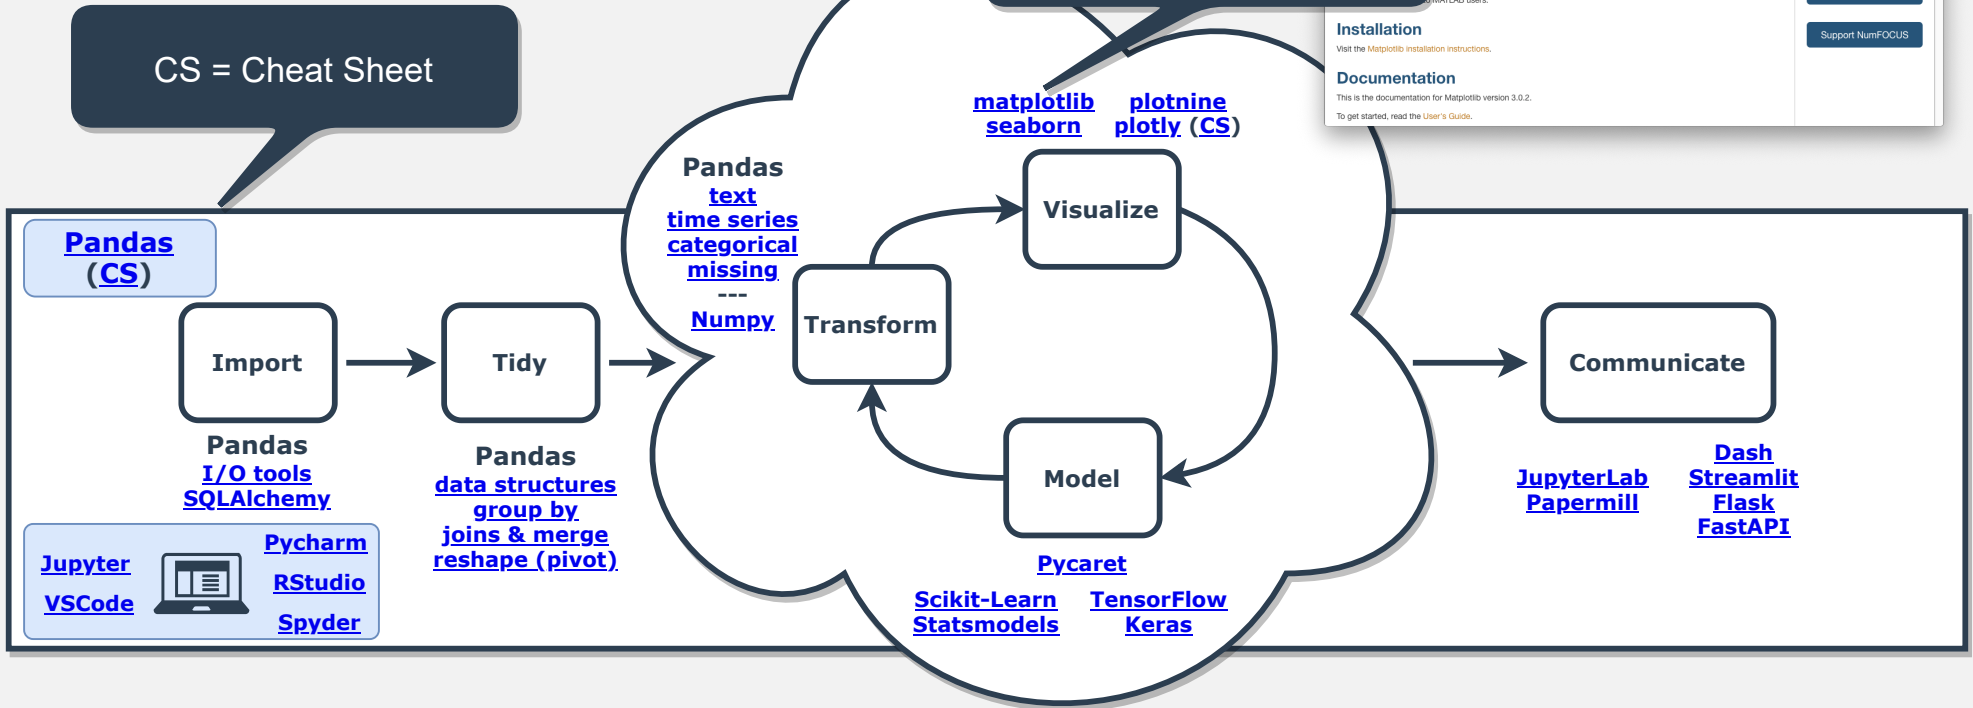 CS = Cheat Sheet
MATLAB users.
Installation
Visit the Matplotlib installation instructions.
Support NumFOCUS
Documentation
This is the documentation for Matplotlib version 3.0.2.
To get started, read the User's Guide.
matplotlib
seaborn
plotnine
plotly (CS)
Pandas
text
time series
categorical
missing
---
Numpy
Visualize
Transform
Pandas
(CS)
Import
Tidy
Communicate
Model
Pandas
I/O tools
SQLAlchemy
Pandas
data structures
group by
joins & merge
reshape (pivot)
JupyterLab
Papermill
Dash
Streamlit
Flask
FastAPI
Jupyter
VSCode
Pycharm
RStudio
Spyder
Pycaret
Scikit-Learn
Statsmodels
TensorFlow
Keras